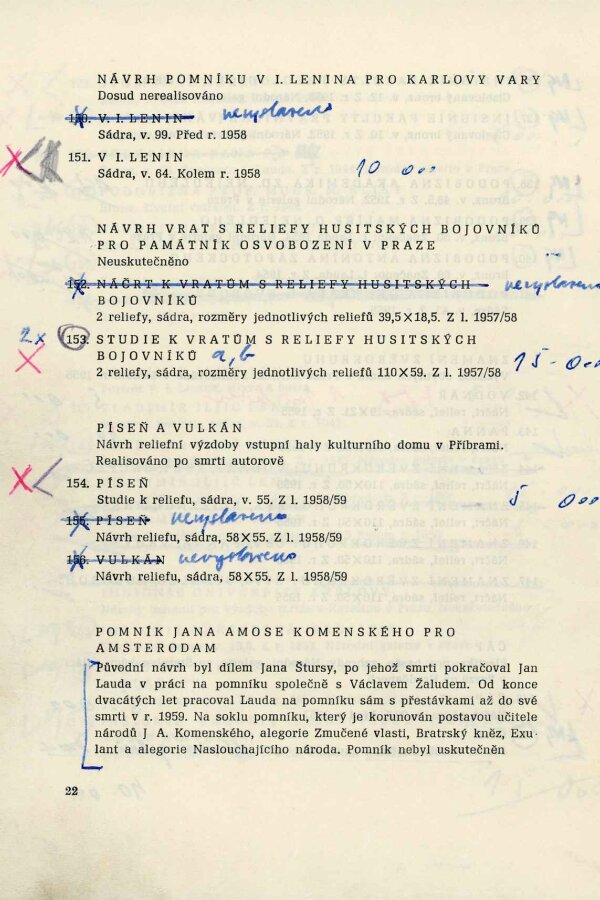 NÁVRH POMNÍKU V I. LENINA PRO KARLOVY VARY
Dosud nerealisováno
150. V. I. LENIN nevystaveno
Sádra, v. 99. Před r. 1958
151. V I. LENIN
Sádra, v. 64. Kolem r. 1958 10 000
NÁVRH VRAT S RELIEFY HUSITSKÝCH BOJOVNÍKŮ
PRO PAMÁTNÍK OSVOBOZENÍ V PRAZE
Neuskutečněno
152. NÁČRT K VRATŮM S RELIEFY HUSITSKÝCH nevystaveno
BOJOVNÍKŮ
2 reliefy, sádra, rozměry jednotlivých reliefů 39,5×18,5. Z l. 1957/58
2x 153. STUDIE K VRATŮM S RELIEFY HUSITSKÝCH
BOJOVNÍKŮ a, b 15 000
2 reliefy, sádra, rozměry jednotlivých reliefů 110×59. Z l. 1957/58
PÍSEŇ A VULKÁN
Návrh reliefní výzdoby vstupní haly kulturního domu v Příbrami.
Realisováno po smrti autorově
154. PÍSEŇ
Studie k reliefu, sádra, v. 55. Z l. 1958/59 5 000
155. PÍSEŇ nevystaveno
Návrh reliefu, sádra, 58×55. Z l. 1958/59
156. VULKÁN nevystaveno
Návrh reliefu, sádra, 58×55. Z l. 1958/59
POMNÍK JANA AMOSE KOMENSKÉHO PRO
AMSTERODAM
Původní návrh byl dílem Jana Štursy, po jehož smrti pokračoval Jan
Lauda v práci na pomníku společně s Václavem Žaludem. Od konce
dvacátých let pracoval Lauda na pomníku sám s přestávkami až do své
smrti v r. 1959. Na soklu pomníku, který je korunován postavou učitele
národů J A. Komenského, alegorie Zmučené vlasti, Bratrský kněz, Exu-
lant a alegorie Naslouchajícího národa. Pomník nebyl uskutečněn
22